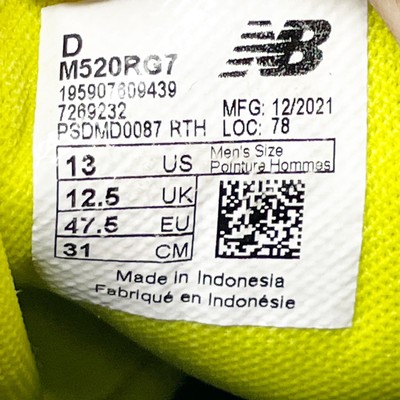 D
M520RG7
195907609439
7269232
MFG: 12/2021
PSDMD0087 RTH LOC: 78
13 US Men's Size
Pointure Hommes
12.5 UK
47.5 EU
31 CM
Made in Indonesia
Fabriqué en Indonésie
NB